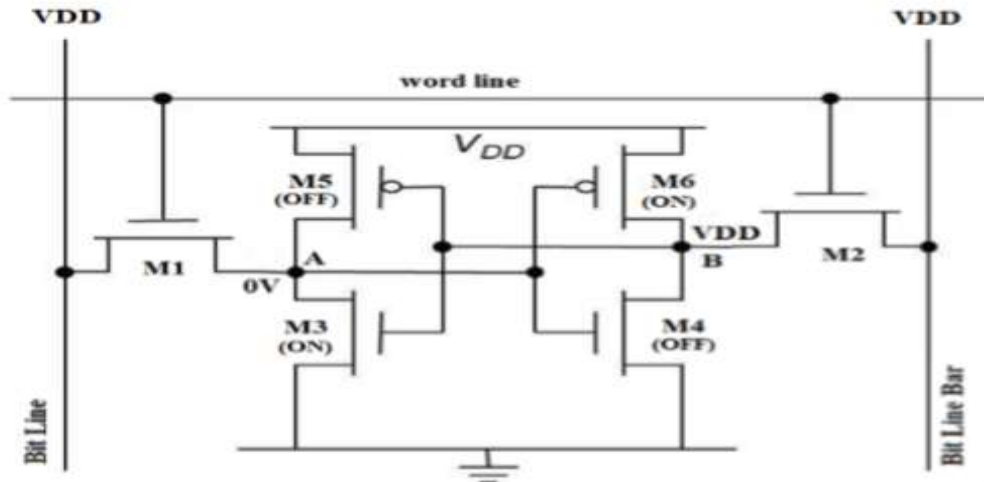 VDD
VDD
word line
VDD
M5
(OFF)
M6
(ON)
VDD
A
B
M1
0V
M2
M3
(ON)
M4
(OFF)
Bit Line
Bit Line Bar